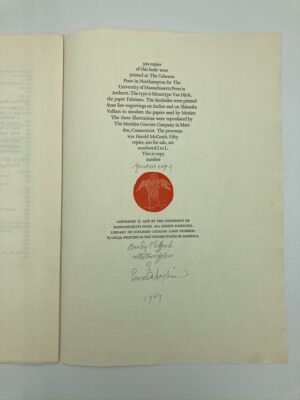 300 copies
of this book were
printed at The Gehenna
Press in Northampton for The
University of Massachusetts Press in
Amherst. The type is Monotype Van Dijck,
the paper Fabriano. The facsimiles were printed
from line engravings on Arches and on Shimoku
Vellum to simulate the papers used by
The three illustrations were reproduced by
The Meriden Gravure Company in Meri-
den, Connecticut. The pressman
was Harold McGrath. Fifty
copies, not for sale, are
numbered I to L.
This is copy
number
copy
COPYRIGHT © BY THE UNIVERSITY OF
MASSACHUSETTS PRESS. ALL RIGHTS RESERVED.
LIBRARY OF CONGRESS CATALOG CARD NUMBER:
PRINTED IN THE UNITED STATES OF AMERICA.
Clifford
of
1967